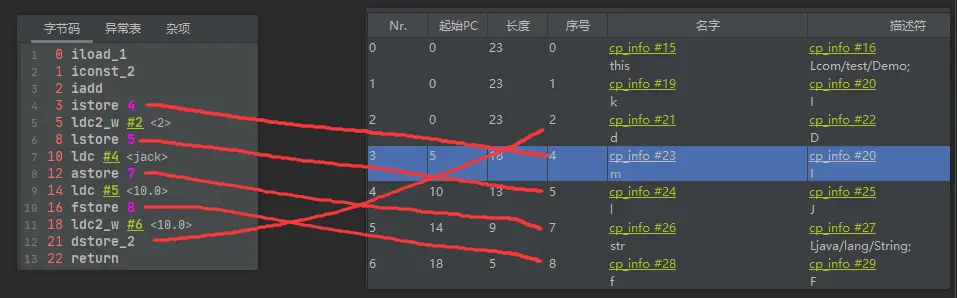 字节码 异常表 杂项
1 0 iload_1
2 1 iconst_2
3 2 iadd
4 3 istore 4
5 5 ldc2_w #2 <2>
6 8 lstore 5
7 10 ldc #4 <jack>
8 12 astore 7
9 14 ldc #5 <10.0>
10 16 fstore 8
11 18 ldc2_w #6 <10.0>
12 21 dstore_2
13 22 return
Nr. 起始PC 长度 序号 名字 描述符
0 0 23 0 cp_info #15 cp_info #16
this Lcom/test/Demo;
1 0 23 1 cp_info #19 cp_info #20
k I
2 0 23 2 cp_info #21 cp_info #22
d D
3 5 18 4 cp_info #23 cp_info #20
m I
4 10 13 5 cp_info #24 cp_info #25
l J
5 14 9 7 cp_info #26 cp_info #27
str Ljava/lang/String;
6 18 5 8 cp_info #28 cp_info #29
f F